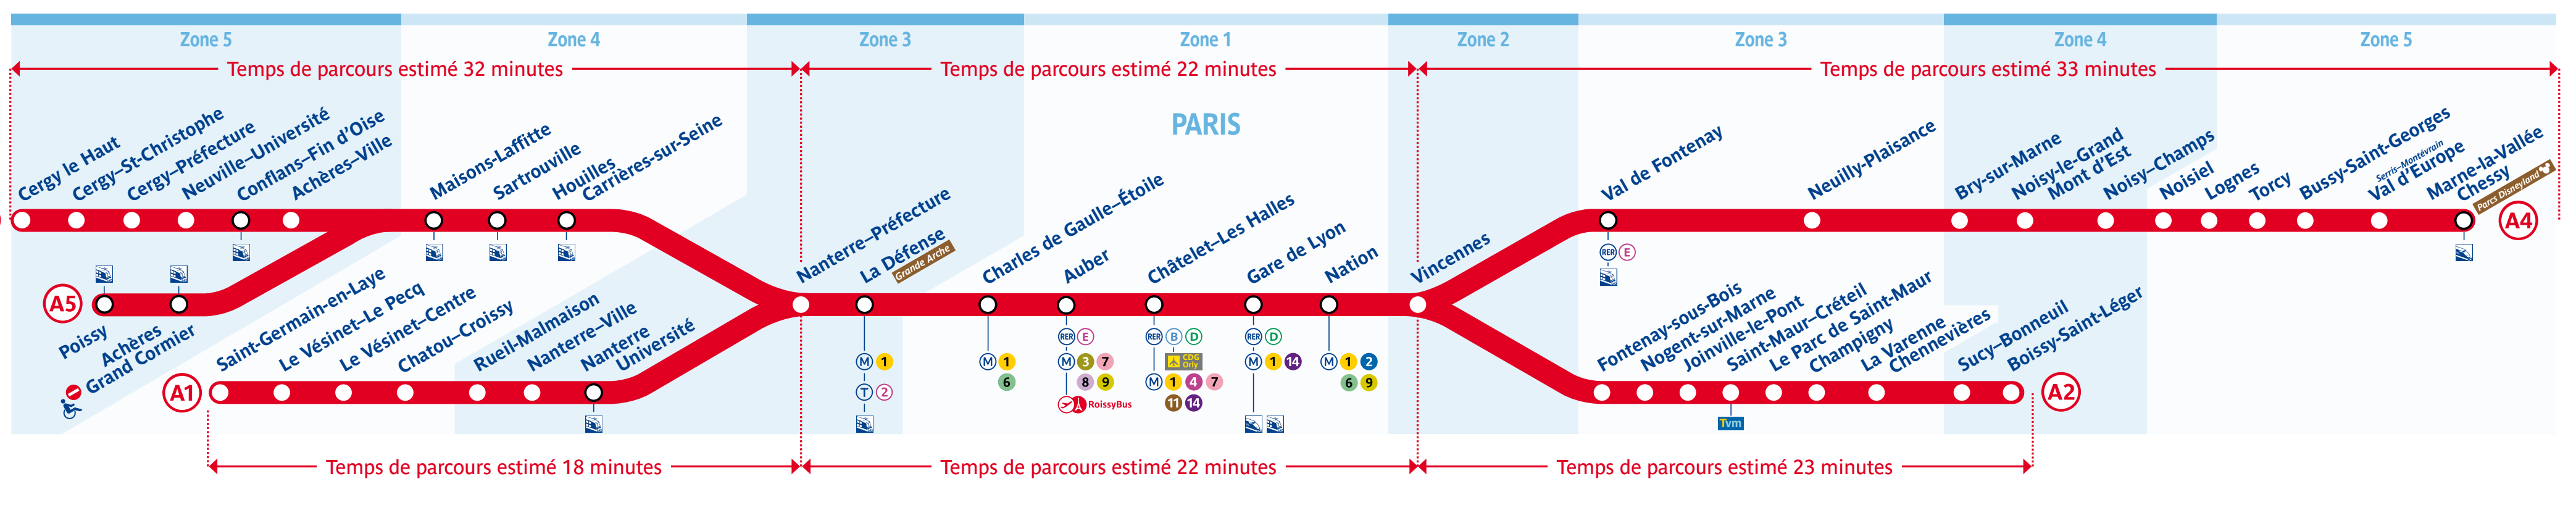 Zone 5
Zone 4
Zone 3
Zone 1
Zone 2
Zone 3
Zone 4
Zone 5
Temps de parcours estimé 32 minutes
Temps de parcours estimé 22 minutes
Temps de parcours estimé 33 minutes
PARIS
Cergy le Haut
Cergy–St-Christophe
Cergy–Préfecture
Neuville–Université
Conflans–Fin d'Oise
Achères–Ville
Maisons-Laffitte
Sartrouville
Houilles
Carrières-sur-Seine
Nanterre–Préfecture
La Défense
Grande Arche
Charles de Gaulle–Étoile
Auber
Châtelet–Les Halles
Gare de Lyon
Nation
Vincennes
Val de Fontenay
Neuilly-Plaisance
Bry-sur-Marne
Noisy-le-Grand
Mont d'Est
Noisy–Champs
Noisiel
Lognes
Torcy
Bussy-Saint-Georges
Serris–Montévrain
Val d'Europe
Marne-la-Vallée
Chessy
Parcs Disneyland
A4
RER E
A5
Poissy
Achères
Grand Cormier
A1
Saint-Germain-en-Laye
Le Vésinet–Le Pecq
Le Vésinet–Centre
Chatou–Croissy
Rueil-Malmaison
Nanterre–Ville
Nanterre
Université
M 1
T 2
M 1
6
RER E
M 3 7
8 9
RoissyBus
RER B D
CDG
Orly
M 1 4 7
11 14
RER D
M 1 14
M 1 2
6 9
Fontenay-sous-Bois
Nogent-sur-Marne
Joinville-le-Pont
Saint-Maur–Créteil
Le Parc de Saint-Maur
Champigny
La Varenne
Chennevières
Sucy–Bonneuil
Boissy-Saint-Léger
A2
Tvm
Temps de parcours estimé 18 minutes
Temps de parcours estimé 22 minutes
Temps de parcours estimé 23 minutes